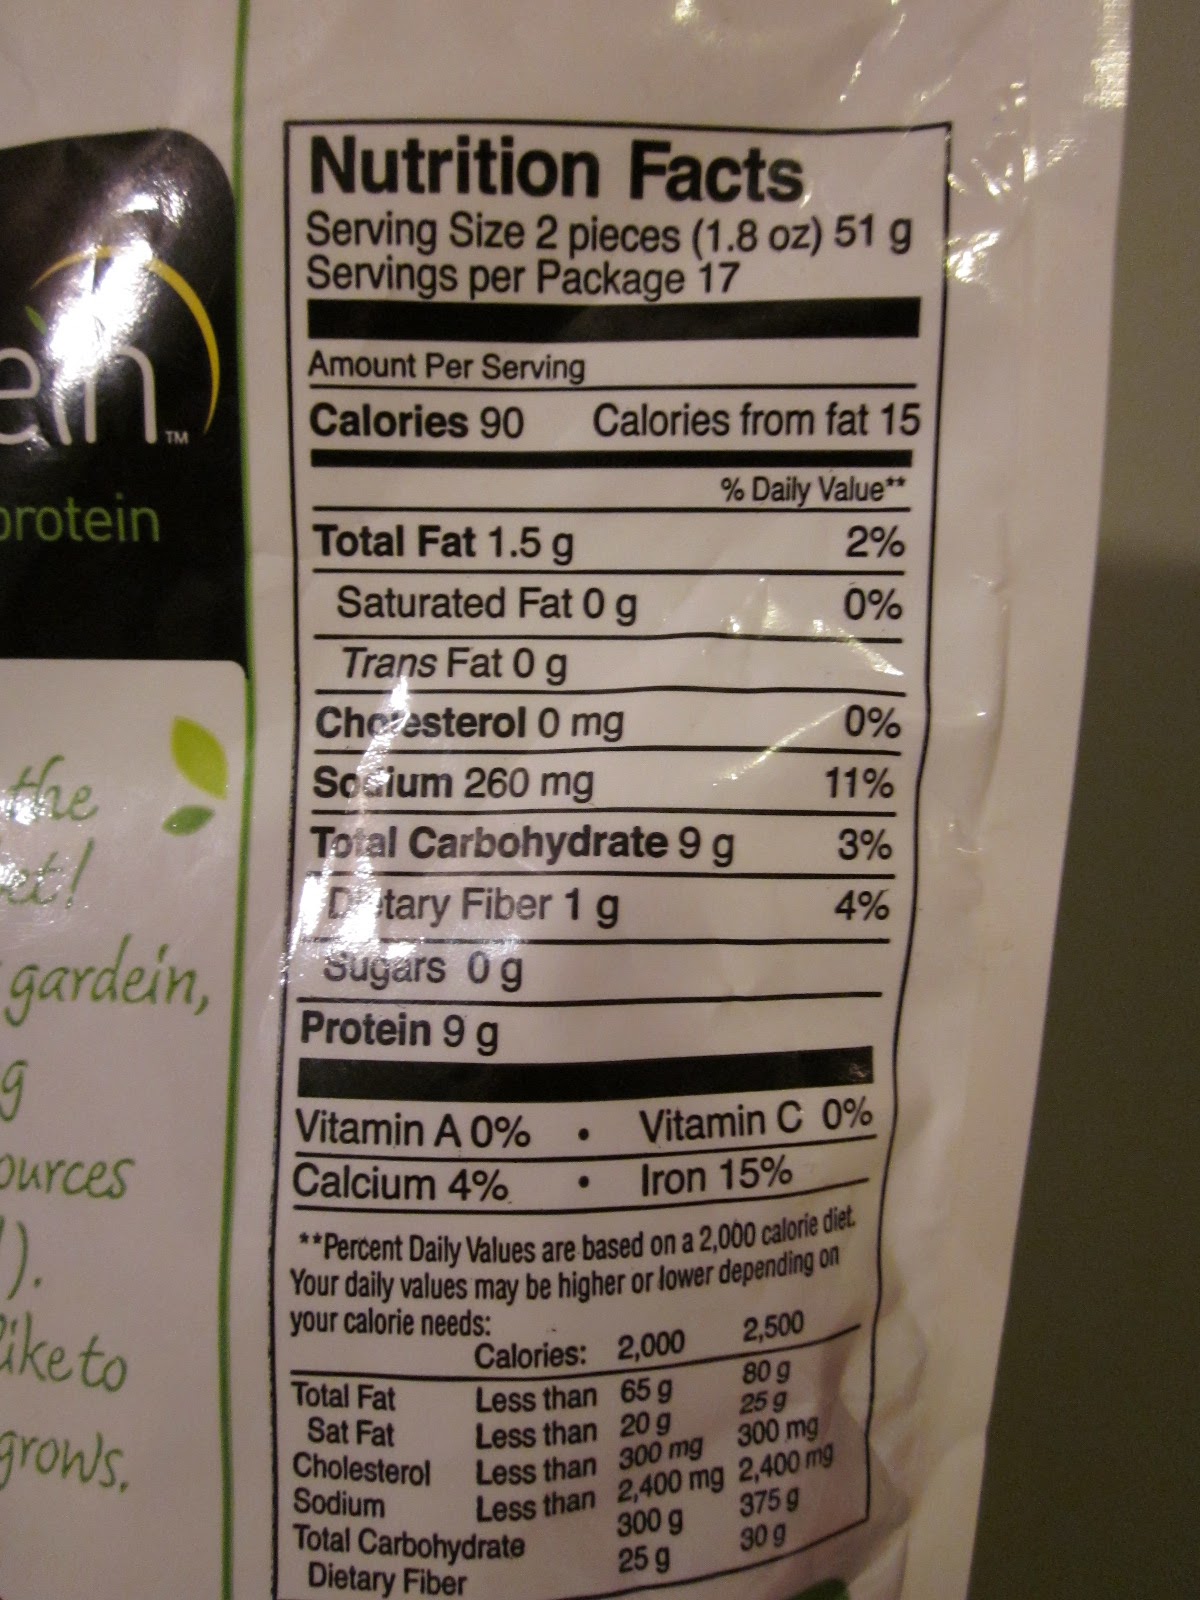 ein
TM
protein
the
gardein,
g
ources
).
like to
grows.
Nutrition Facts
Serving Size 2 pieces (1.8 oz) 51 g
Servings per Package 17
Amount Per Serving
Calories 90 Calories from fat 15
% Daily Value**
Total Fat 1.5 g 2%
Saturated Fat 0 g 0%
Trans Fat 0 g
Cholesterol 0 mg 0%
Sodium 260 mg 11%
Total Carbohydrate 9 g 3%
Dietary Fiber 1 g 4%
Sugars 0 g
Protein 9 g
Vitamin A 0% • Vitamin C 0%
Calcium 4% • Iron 15%
**Percent Daily Values are based on a 2,000 calorie diet.
Your daily values may be higher or lower depending on
your calorie needs:
Calories: 2,000 2,500
Total Fat Less than 65 g 80 g
Sat Fat Less than 20 g 25 g
Cholesterol Less than 300 mg 300 mg
Sodium Less than 2,400 mg 2,400 mg
Total Carbohydrate 300 g 375 g
Dietary Fiber 25 g 30 g